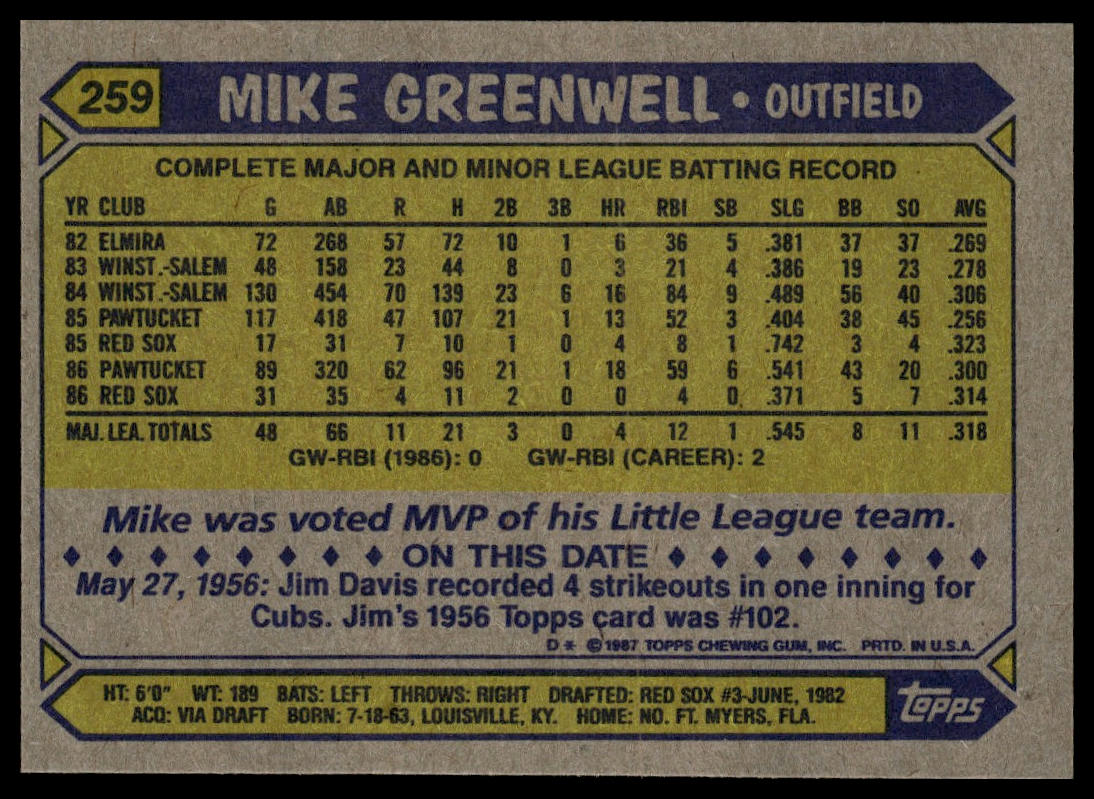 259 MIKE GREENWELL • OUTFIELD
COMPLETE MAJOR AND MINOR LEAGUE BATTING RECORD
YR CLUB G AB R H 2B 3B HR RBI SB SLG BB SO AVG
82 ELMIRA 72 268 57 72 10 1 6 36 5 .381 37 37 .269
83 WINST.-SALEM 48 158 23 44 8 0 3 21 4 .386 19 23 .278
84 WINST.-SALEM 130 454 70 139 23 6 16 84 9 .489 56 40 .306
85 PAWTUCKET 117 418 47 107 21 1 13 52 3 .404 38 45 .256
85 RED SOX 17 31 7 10 1 0 4 8 1 .742 3 4 .323
86 PAWTUCKET 89 320 62 96 21 1 18 59 6 .541 43 20 .300
86 RED SOX 31 35 4 11 2 0 0 4 0 .371 5 7 .314
MAJ. LEA. TOTALS 48 66 11 21 3 0 4 12 1 .545 8 11 .318
GW-RBI (1986): 0 GW-RBI (CAREER): 2
Mike was voted MVP of his Little League team.
ON THIS DATE
May 27, 1956: Jim Davis recorded 4 strikeouts in one inning for
Cubs. Jim's 1956 Topps card was #102.
D * ©1987 TOPPS CHEWING GUM, INC. PRTD. IN U.S.A.
HT: 6'0" WT: 189 BATS: LEFT THROWS: RIGHT DRAFTED: RED SOX #3-JUNE, 1982
ACQ: VIA DRAFT BORN: 7-18-63, LOUISVILLE, KY. HOME: NO. FT. MYERS, FLA.
topps